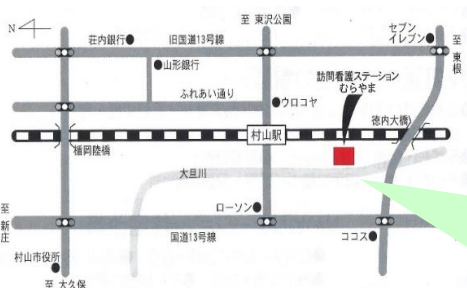 N
至 東沢公園
荘内銀行
旧国道13号線
セブン
イレブン
至
東
根
山形銀行
訪問看護ステーション
むらやま
ふれあい通り
ウロコヤ
徳内大橋
村山駅
楯岡陸橋
大旦川
至
新
庄
ローソン
国道13号線
ココス
村山市役所
至 大久保